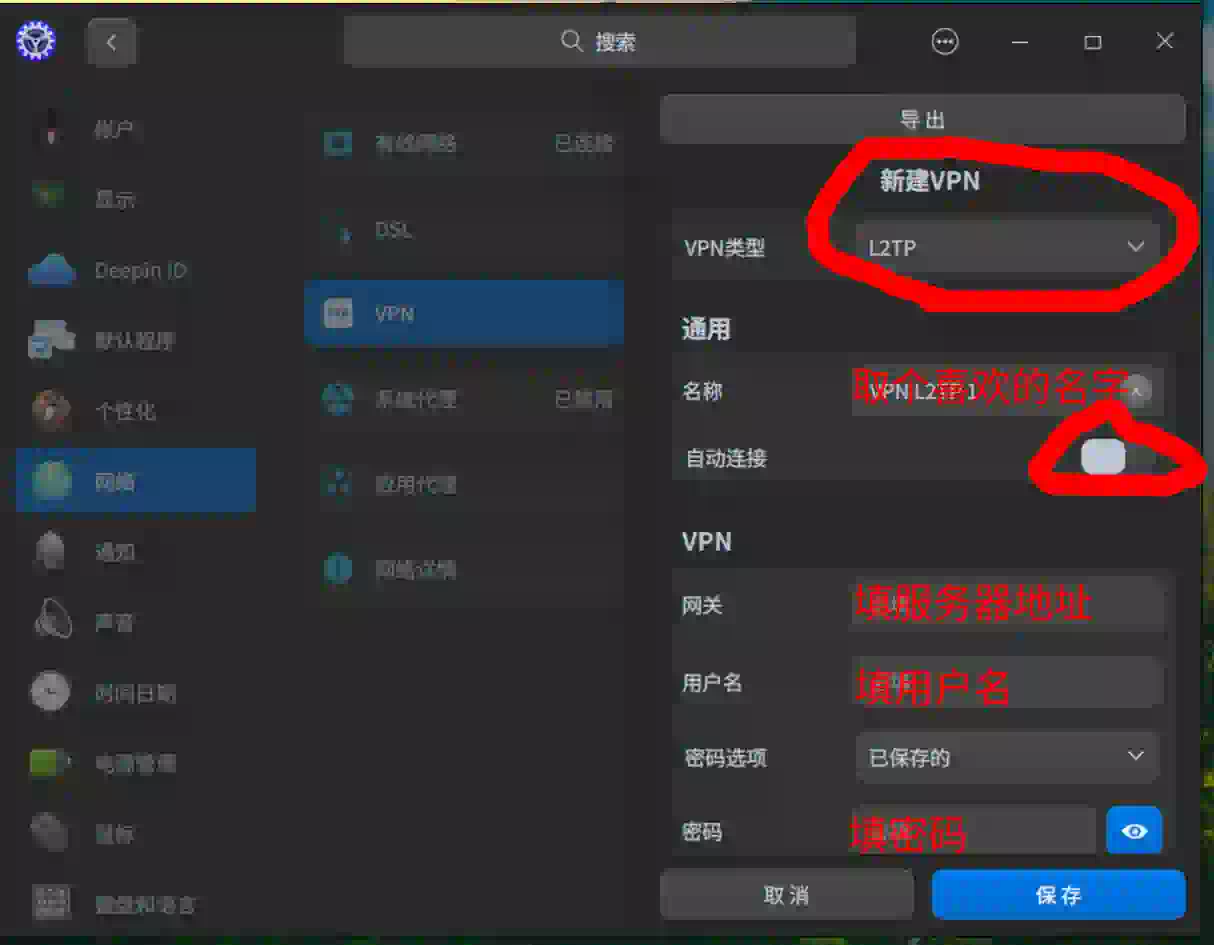 搜索
帐户
显示
Deepin ID
默认程序
个性化
网络
通知
声音
时间日期
电源管理
鼠标
键盘和语言
有线网络 已连接
DSL
VPN
系统代理 已禁用
应用代理
网络详情
导出
新建VPN
VPN类型 L2TP
通用
名称 VPN L2TP 1
取个喜欢的名字
自动连接
VPN
网关
填服务器地址
用户名
填用户名
密码选项 已保存的
密码
填密码
取消 保存